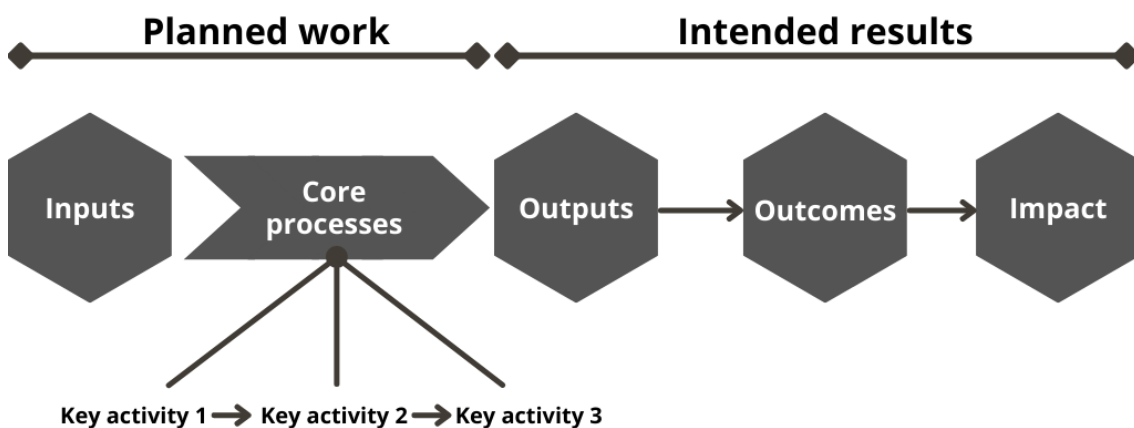 Planned work
Intended results
Inputs
Core
processes
Outputs
Outcomes
Impact
Key activity 1
Key activity 2
Key activity 3